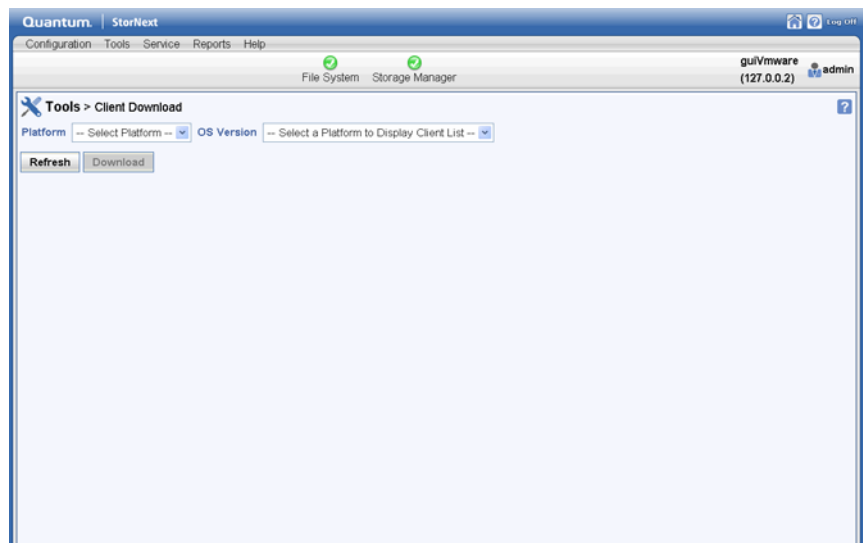 Quantum. | StorNext
Log Off
Configuration Tools Service Reports Help
File System Storage Manager
guiVmware
(127.0.0.2)
admin
Tools > Client Download
?
Platform -- Select Platform -- OS Version -- Select a Platform to Display Client List --
Refresh Download